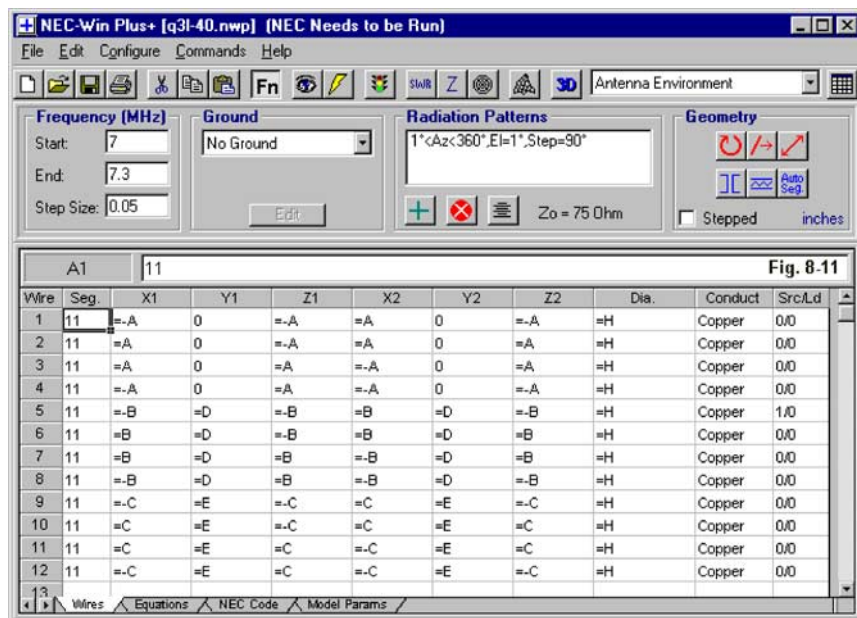 NEC-Win Plus+ [q3l-40.nwp] (NEC Needs to be Run)
File Edit Configure Commands Help
Fn SWR Z 3D Antenna Environment
Frequency (MHz)
Start: 7
End: 7.3
Step Size: 0.05
Ground
No Ground
Edit
Radiation Patterns
1°<Az<360°,El=1°,Step=90°
Zo = 75 Ohm
Geometry
Auto Seg.
Stepped inches
A1 11 Fig. 8-11
Wire Seg. X1 Y1 Z1 X2 Y2 Z2 Dia. Conduct Src/Ld
1 11 =-A 0 =-A =A 0 =-A =H Copper 0/0
2 11 =A 0 =-A =A 0 =A =H Copper 0/0
3 11 =A 0 =A =-A 0 =A =H Copper 0/0
4 11 =-A 0 =A =-A 0 =-A =H Copper 0/0
5 11 =-B =D =-B =B =D =-B =H Copper 1/0
6 11 =B =D =-B =B =D =B =H Copper 0/0
7 11 =B =D =B =-B =D =B =H Copper 0/0
8 11 =-B =D =B =-B =D =-B =H Copper 0/0
9 11 =-C =E =-C =C =E =-C =H Copper 0/0
10 11 =C =E =-C =C =E =C =H Copper 0/0
11 11 =C =E =C =-C =E =C =H Copper 0/0
12 11 =-C =E =C =-C =E =-C =H Copper 0/0
13
Wires Equations NEC Code Model Params